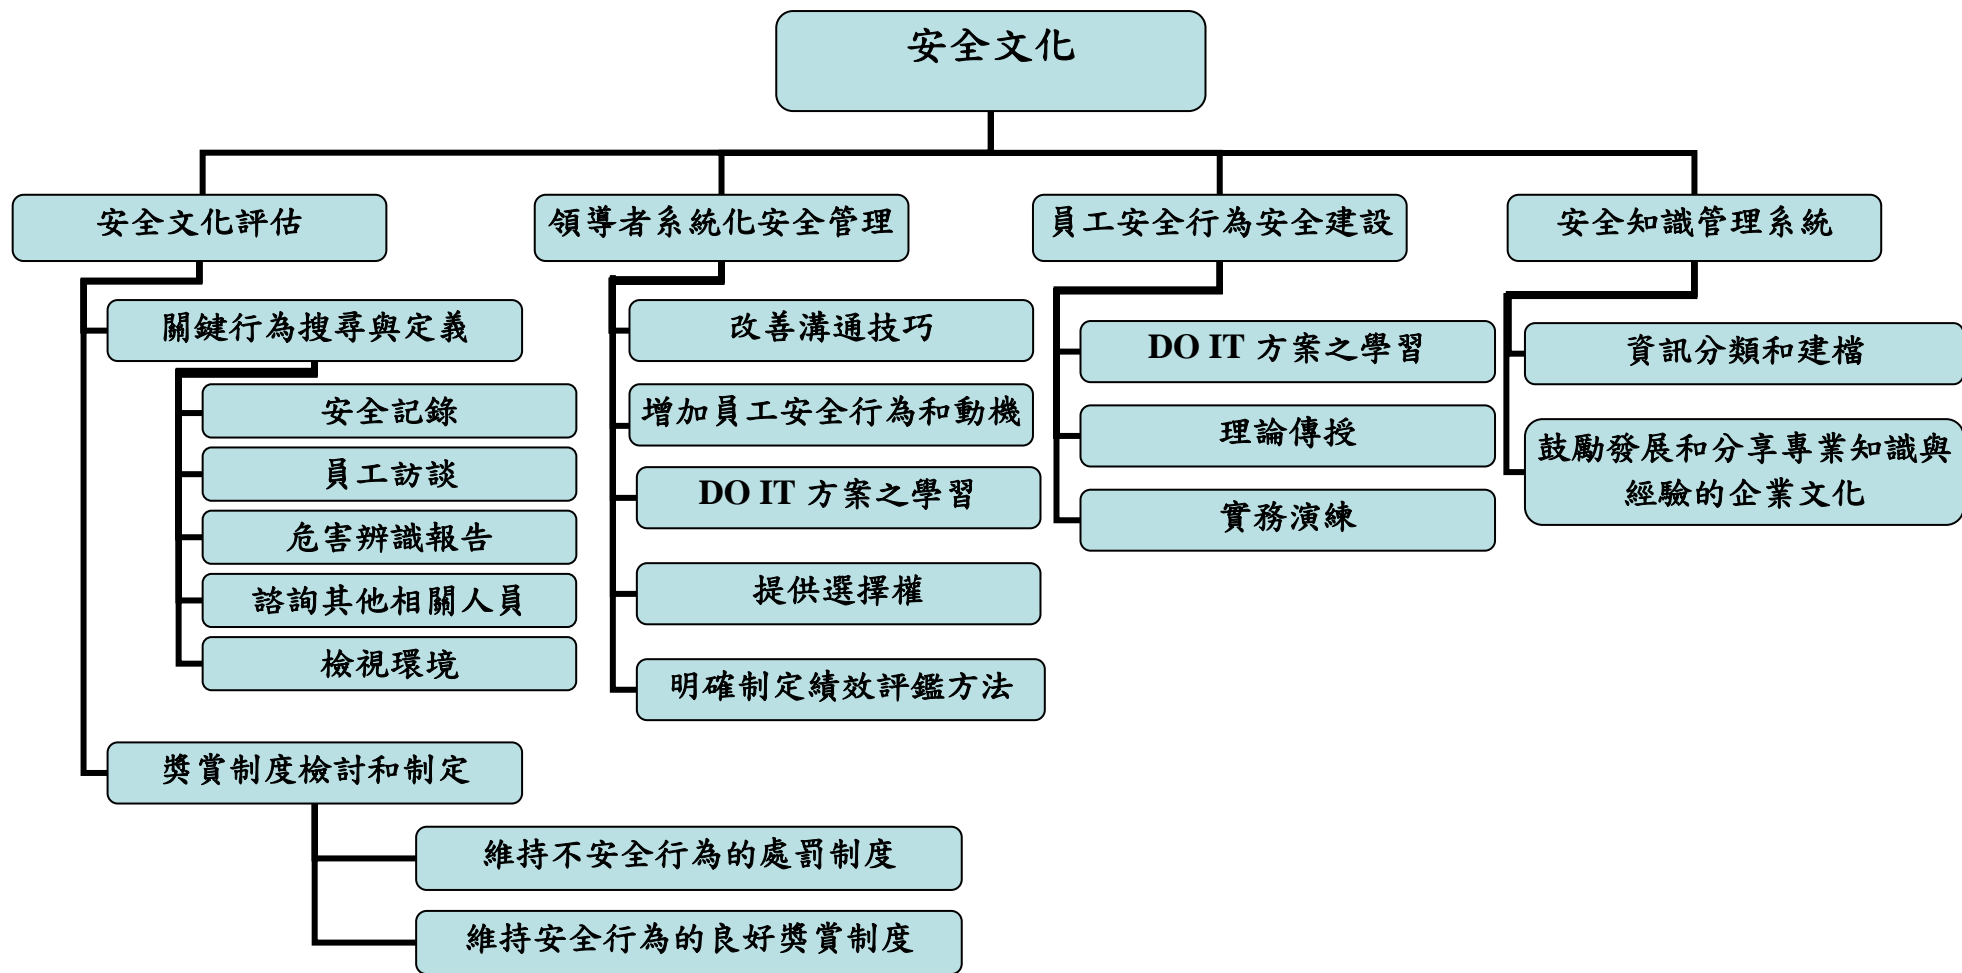 安全文化
安全文化評估
領導者系統化安全管理
員工安全行為安全建設
安全知識管理系統
關鍵行為搜尋與定義
安全記錄
員工訪談
危害辨識報告
諮詢其他相關人員
檢視環境
獎賞制度檢討和制定
維持不安全行為的處罰制度
維持安全行為的良好獎賞制度
改善溝通技巧
增加員工安全行為和動機
DO IT 方案之學習
提供選擇權
明確制定績效評鑑方法
DO IT 方案之學習
理論傳授
實務演練
資訊分類和建檔
鼓勵發展和分享專業知識與
經驗的企業文化